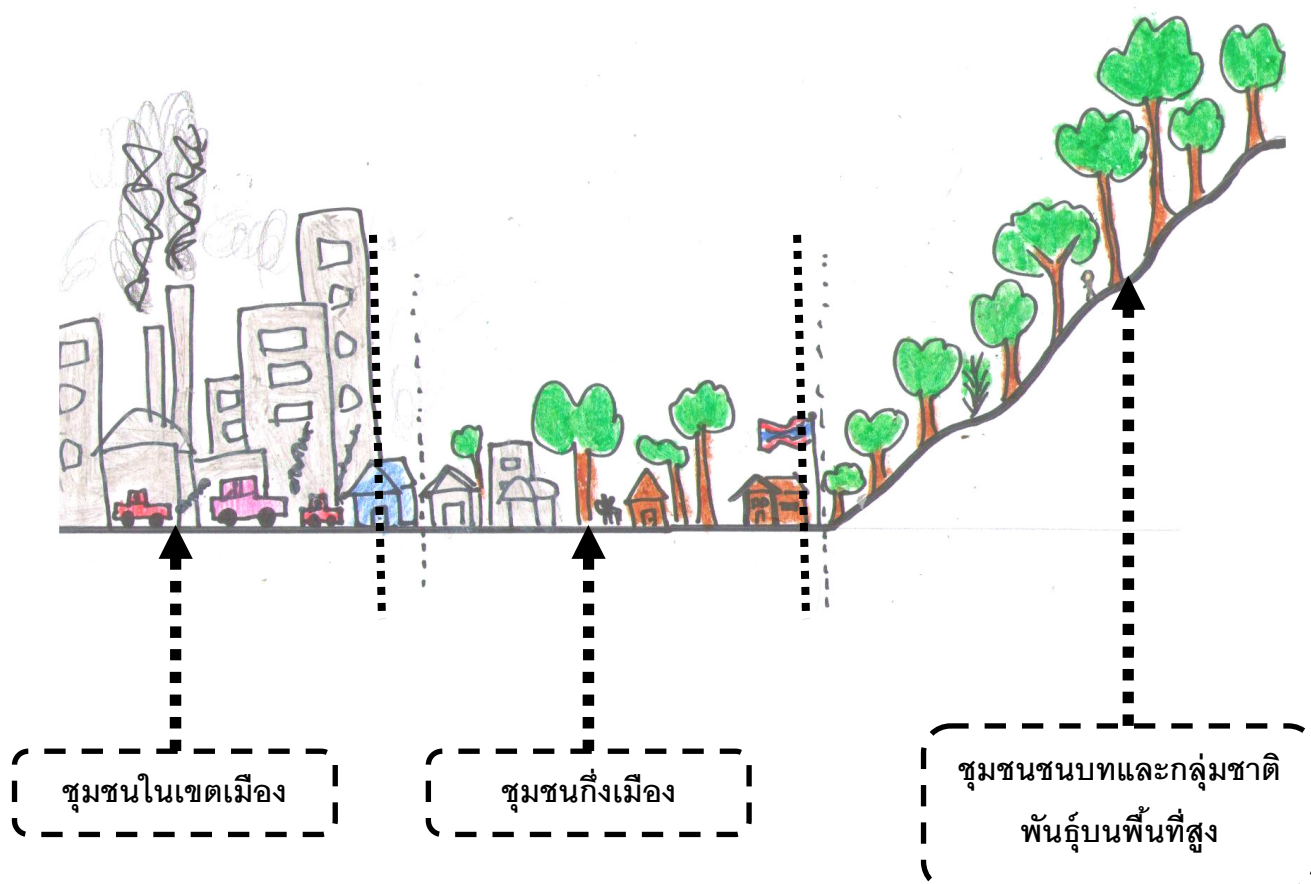 ชุมชนในเขตเมือง
ชุมชนกึ่งเมือง
ชุมชนชนบทและกลุ่มชาติ
พันธุ์บนพื้นที่สูง